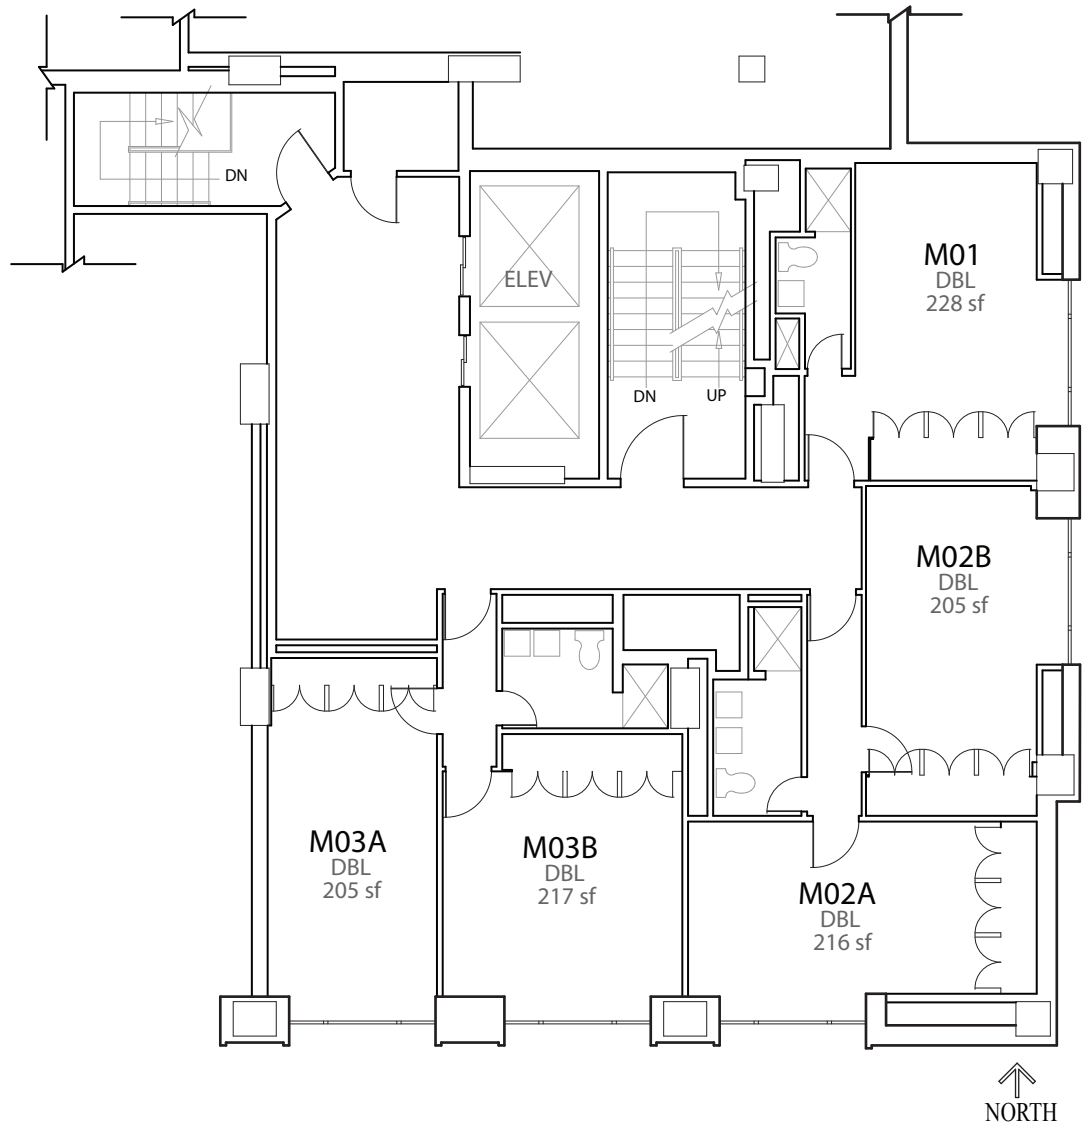 DN
ELEV
DN
UP
M01
DBL
228 sf
M02B
DBL
205 sf
M03A
DBL
205 sf
M03B
DBL
217 sf
M02A
DBL
216 sf
NORTH